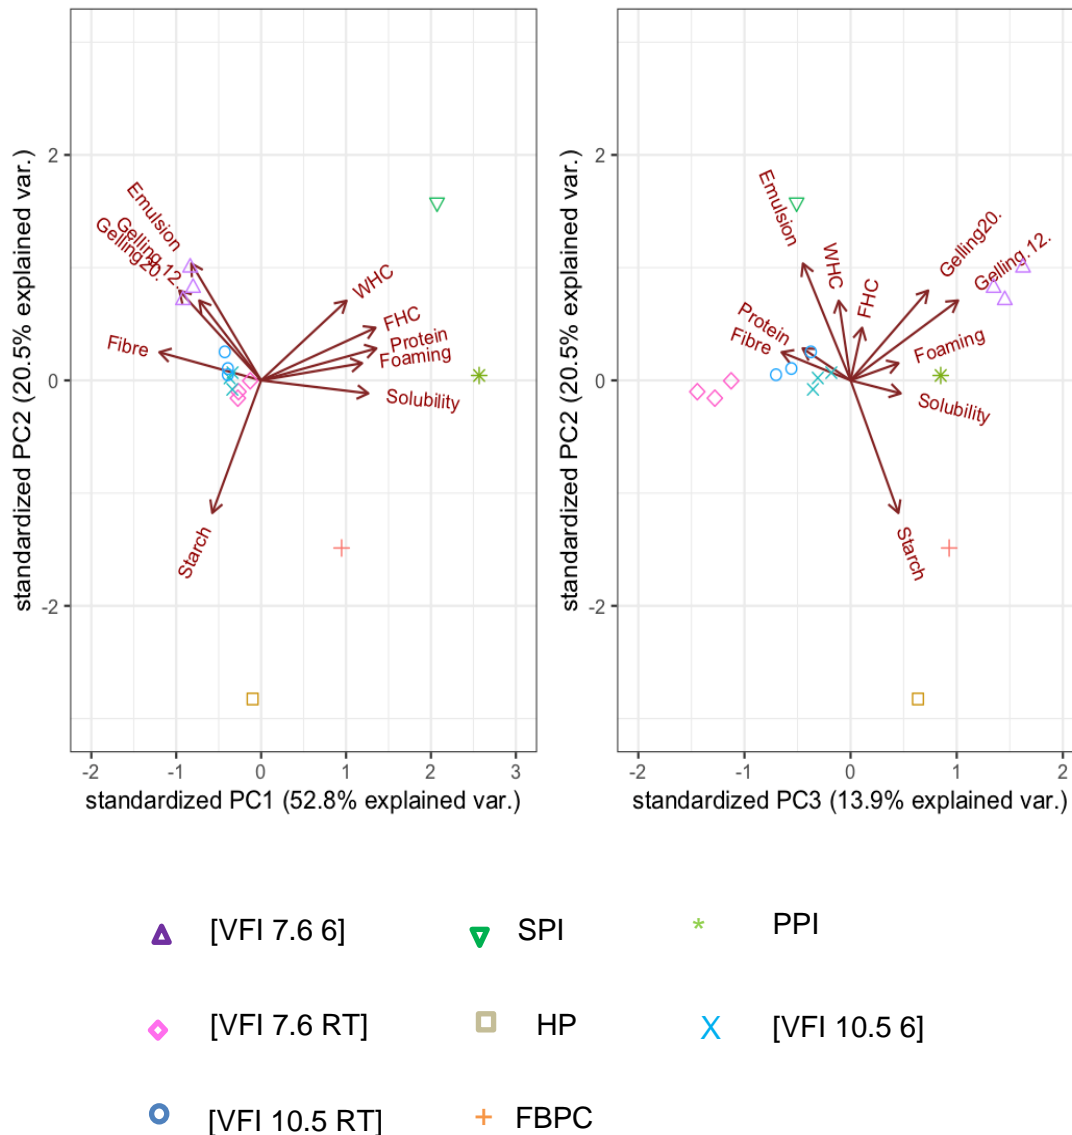 standardized PC2 (20.5% explained var.)
2
0
-2
Emulsion
Gelling.12.
Gelling20.
Fibre
WHC
FHC
Protein
Foaming
Solubility
Starch
-2 -1 0 1 2 3
standardized PC1 (52.8% explained var.)
standardized PC2 (20.5% explained var.)
2
0
-2
Emulsion
WHC
FHC
Gelling20.
Gelling.12.
Protein
Fibre
Foaming
Solubility
Starch
-2 -1 0 1 2
standardized PC3 (13.9% explained var.)
[VFI 7.6 6] SPI PPI
[VFI 7.6 RT] HP [VFI 10.5 6]
[VFI 10.5 RT] FBPC